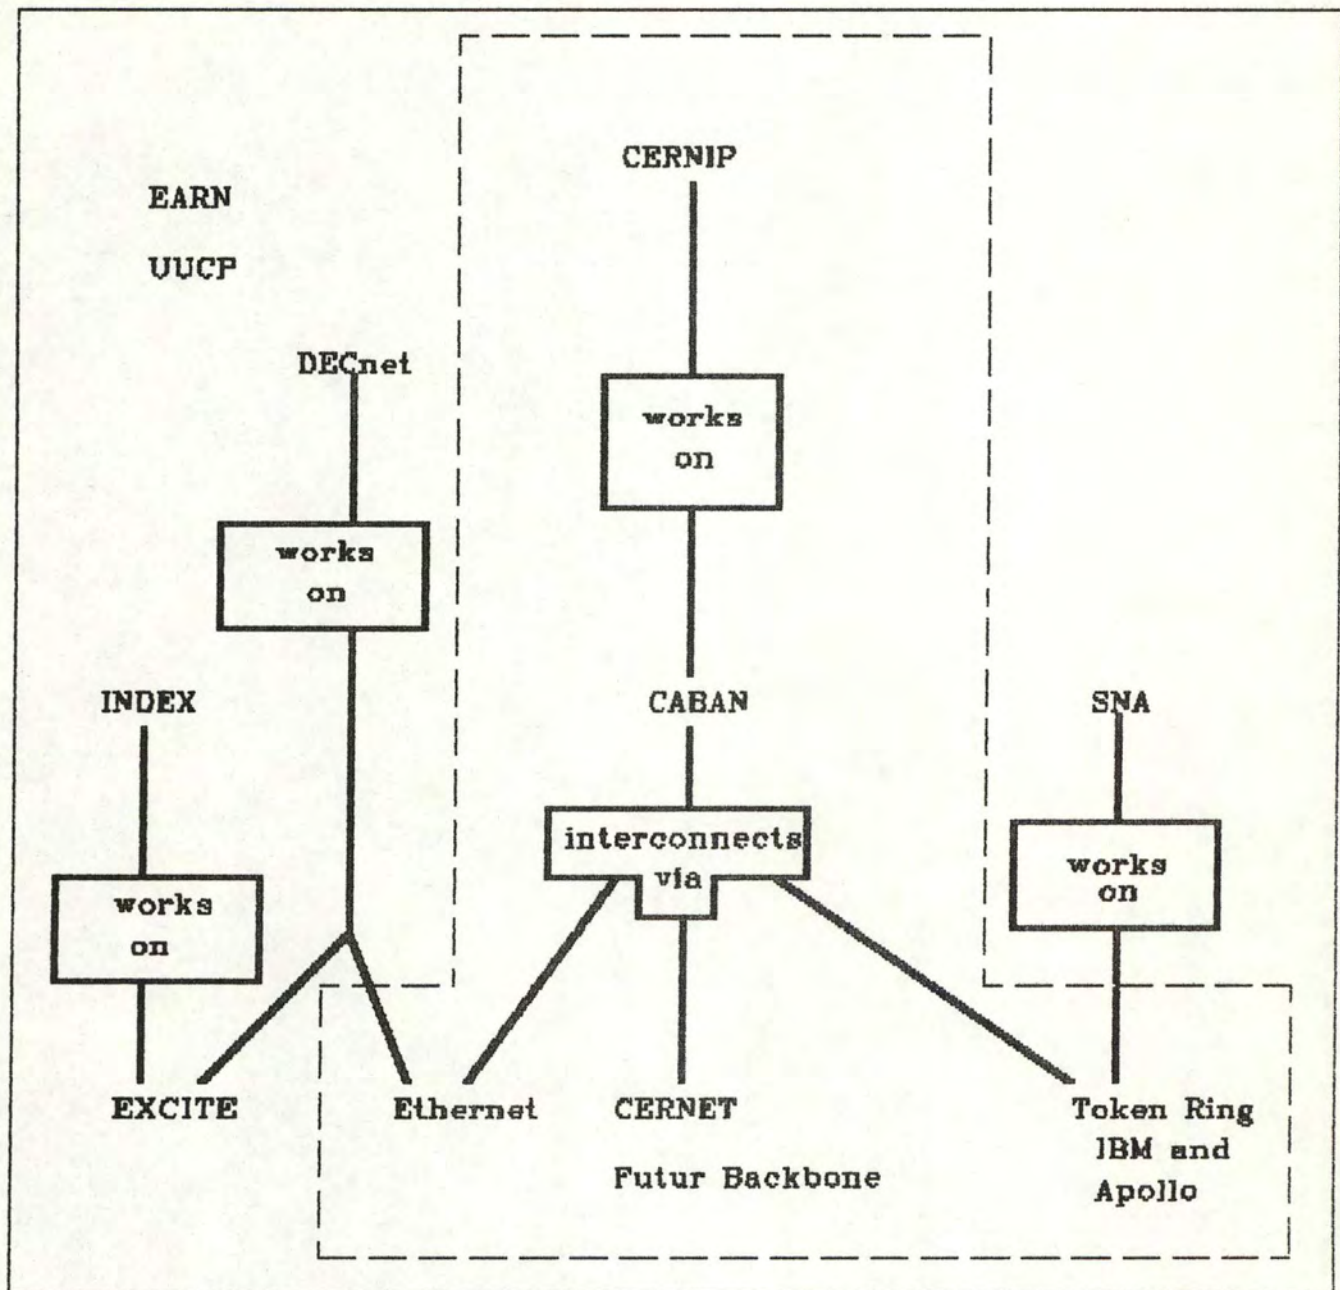 CERNIP
EARN
UUCP
DECnet
works
on
works
on
INDEX
CABAN
SNA
interconnects
via
works
on
works
on
EXCITE
Ethernet
CERNET
Token Ring
IBM and
Apollo
Futur Backbone